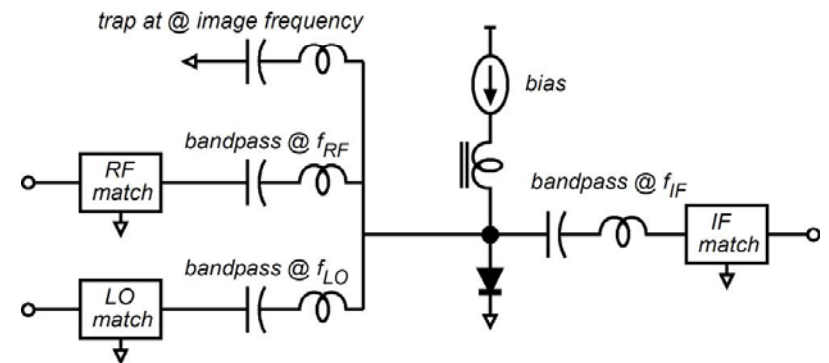 trap at @ image frequency
bias
bandpass @ fRF
RF
match
bandpass @ fIF
IF
match
bandpass @ fLO
LO
match